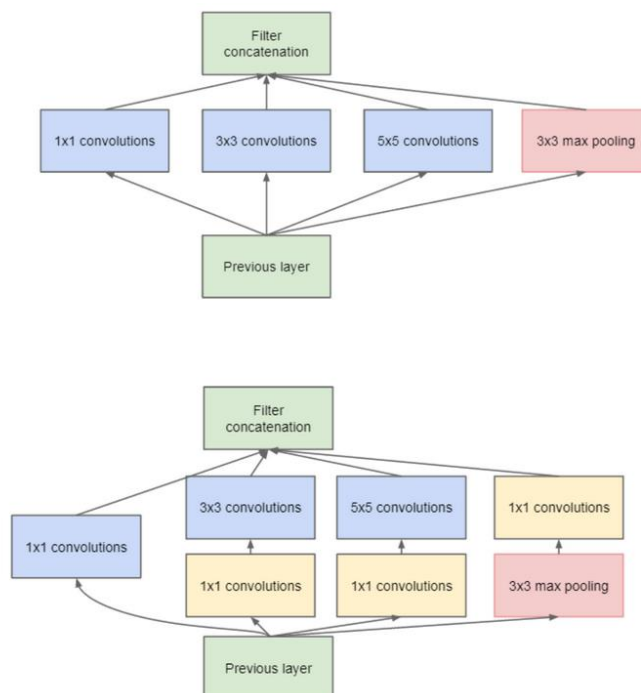 Filter
concatenation
1x1 convolutions
3x3 convolutions
5x5 convolutions
3x3 max pooling
Previous layer
Filter
concatenation
3x3 convolutions
5x5 convolutions
1x1 convolutions
1x1 convolutions
1x1 convolutions
1x1 convolutions
3x3 max pooling
Previous layer